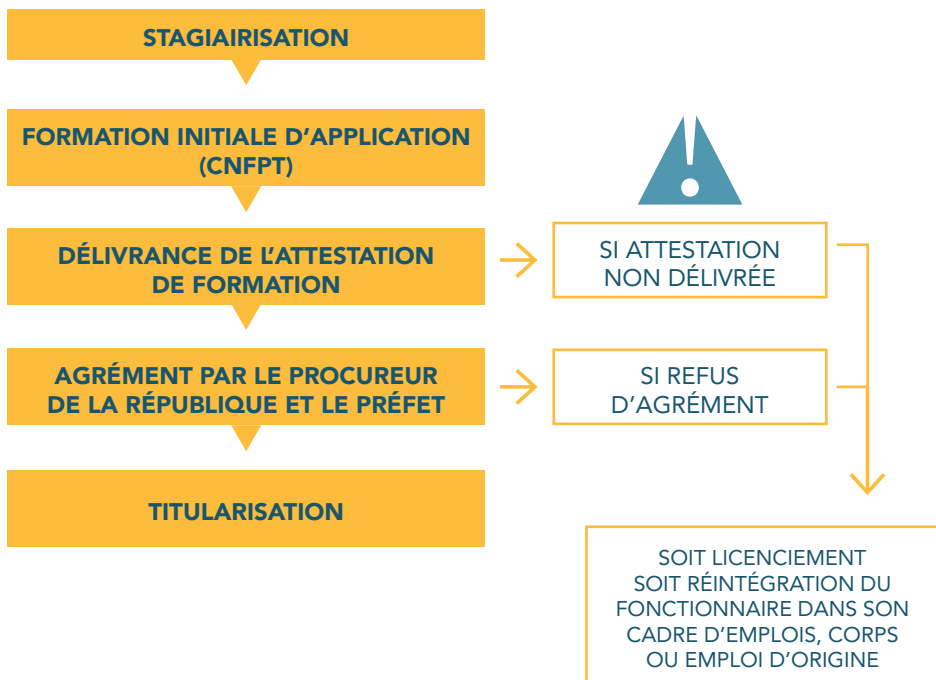 STAGIAIRISATION
FORMATION INITIALE D'APPLICATION
(CNFPT)
DÉLIVRANCE DE L'ATTESTATION
DE FORMATION
SI ATTESTATION
NON DÉLIVRÉE
AGRÉMENT PAR LE PROCUREUR
DE LA RÉPUBLIQUE ET LE PRÉFET
SI REFUS
D'AGRÉMENT
TITULARISATION
SOIT LICENCIEMENT
SOIT RÉINTÉGRATION DU
FONCTIONNAIRE DANS SON
CADRE D'EMPLOIS, CORPS
OU EMPLOI D'ORIGINE